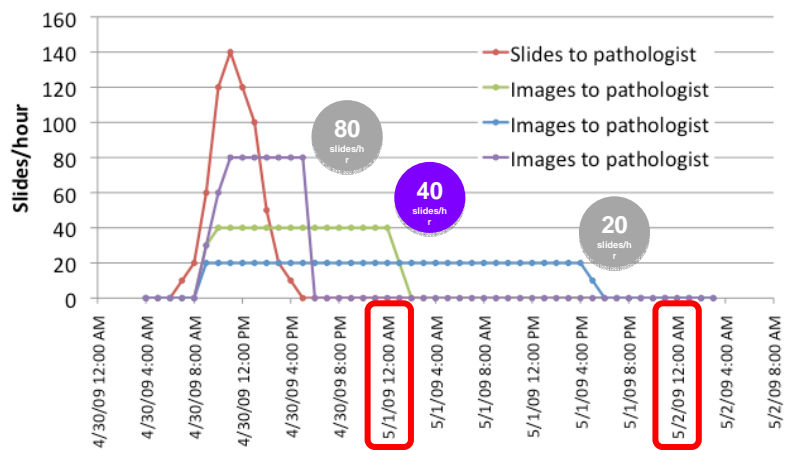 160
140
120
100
80
60
40
20
0
Slides/hour
Slides to pathologist
Images to pathologist
Images to pathologist
Images to pathologist
80
slides/h
r
40
slides/h
r
20
slides/h
r
4/30/09 12:00 AM
4/30/09 4:00 AM
4/30/09 8:00 AM
4/30/09 12:00 PM
4/30/09 4:00 PM
4/30/09 8:00 PM
5/1/09 12:00 AM
5/1/09 4:00 AM
5/1/09 8:00 AM
5/1/09 12:00 PM
5/1/09 4:00 PM
5/1/09 8:00 PM
5/2/09 12:00 AM
5/2/09 4:00 AM
5/2/09 8:00 AM